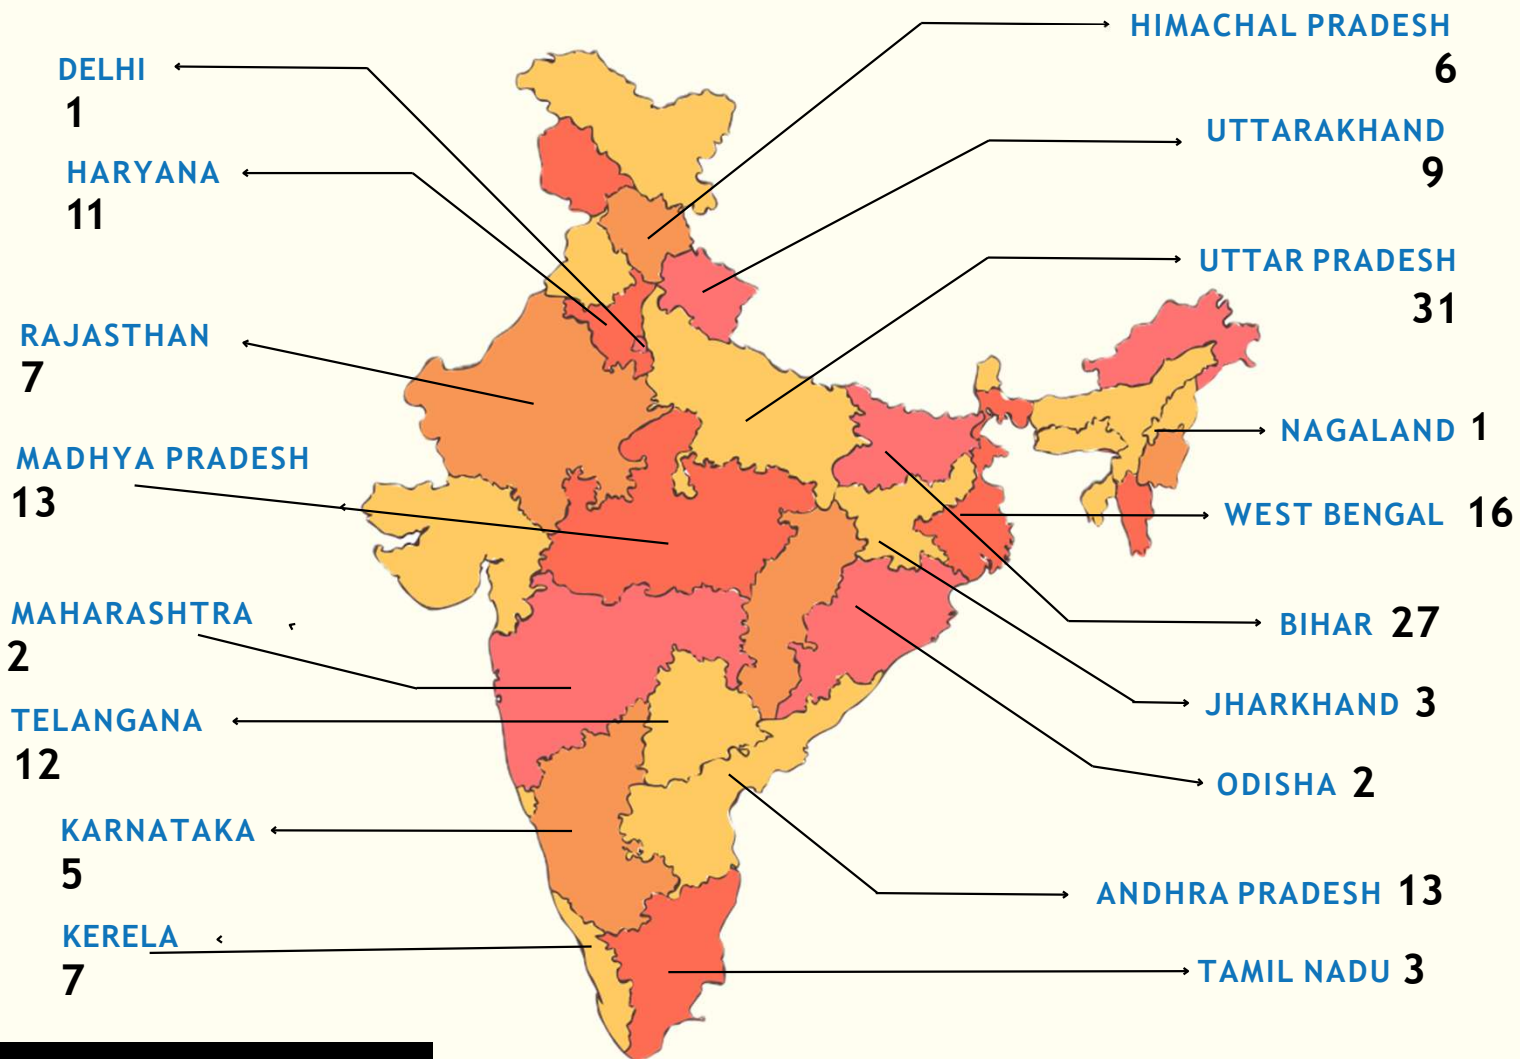 DELHI
1
HARYANA
11
RAJASTHAN
7
MADHYA PRADESH
13
MAHARASHTRA
2
TELANGANA
12
KARNATAKA
5
KERELA
7
HIMACHAL PRADESH
6
UTTARAKHAND
9
UTTAR PRADESH
31
NAGALAND 1
WEST BENGAL 16
BIHAR 27
JHARKHAND 3
ODISHA 2
ANDHRA PRADESH 13
TAMIL NADU 3